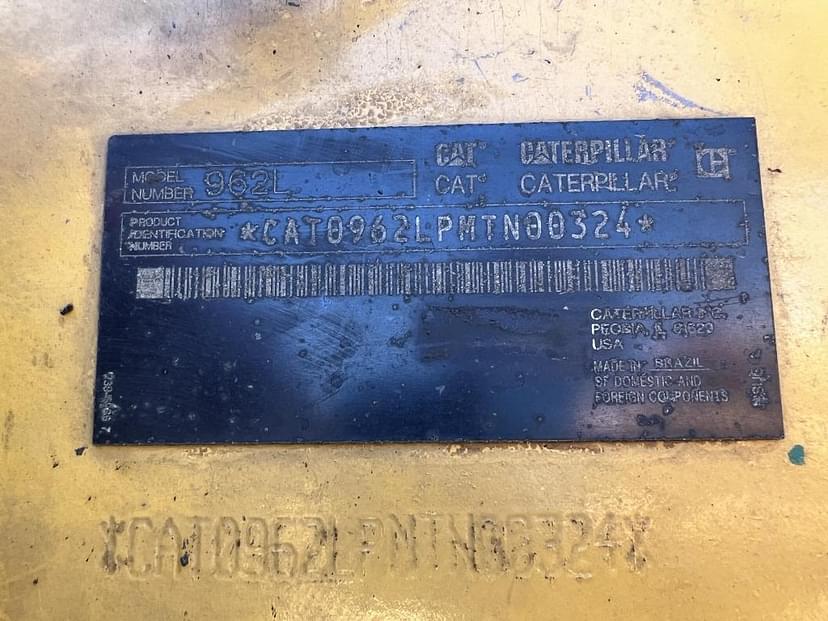 CAT® CATERPILLAR®
MODEL NUMBER 962L
CAT® CATERPILLAR®
PRODUCT IDENTIFICATION NUMBER *CAT0962LPMTN00324*
CATERPILLAR INC.
PEORIA, IL 61629
USA
MADE IN BRAZIL
OF DOMESTIC AND
FOREIGN COMPONENTS
*CAT0962LPMTN00324*